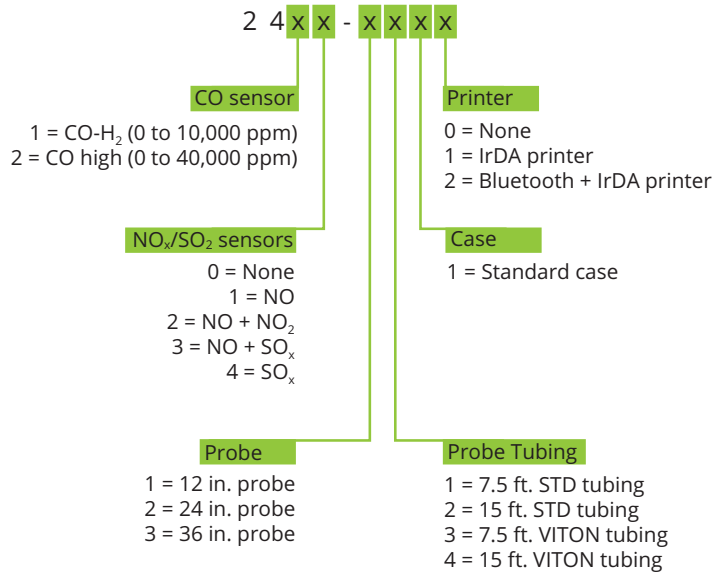 2 4 x x - x x x x
CO sensor
1 = CO-H₂ (0 to 10,000 ppm)
2 = CO high (0 to 40,000 ppm)
Printer
0 = None
1 = IrDA printer
2 = Bluetooth + IrDA printer
NOₓ/SO₂ sensors
0 = None
1 = NO
2 = NO + NO₂
3 = NO + SOₓ
4 = SOₓ
Case
1 = Standard case
Probe
1 = 12 in. probe
2 = 24 in. probe
3 = 36 in. probe
Probe Tubing
1 = 7.5 ft. STD tubing
2 = 15 ft. STD tubing
3 = 7.5 ft. VITON tubing
4 = 15 ft. VITON tubing